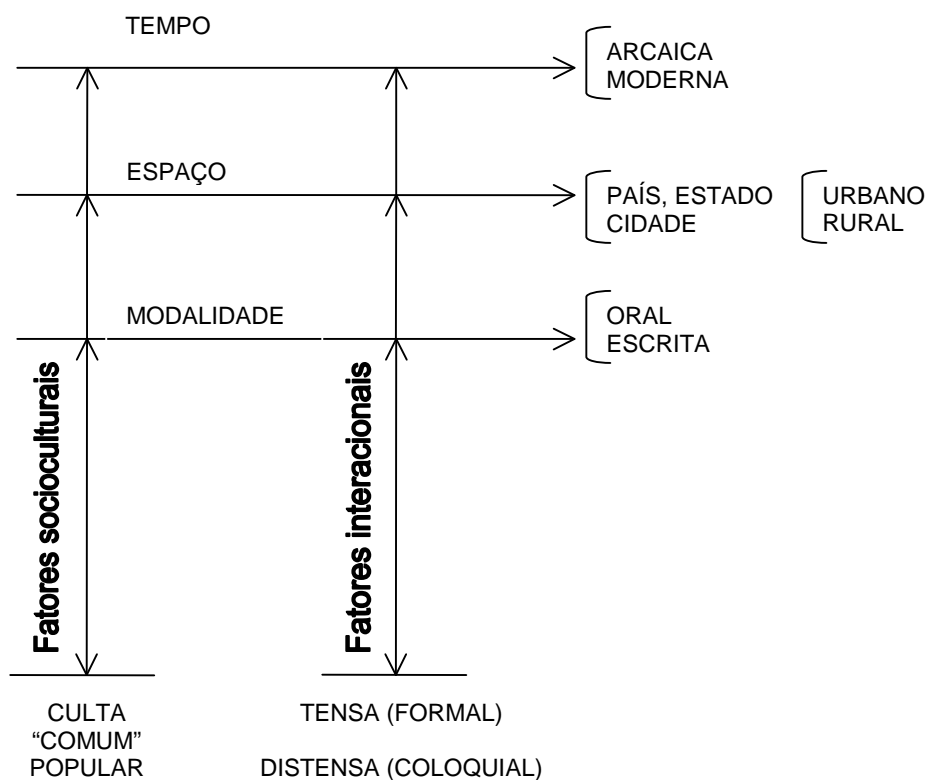 TEMPO
ARCAICA
MODERNA
ESPAÇO
PAÍS, ESTADO
CIDADE
URBANO
RURAL
MODALIDADE
ORAL
ESCRITA
Fatores socioculturais
Fatores interacionais
CULTA
“COMUM”
POPULAR
TENSA (FORMAL)
DISTENSA (COLOQUIAL)